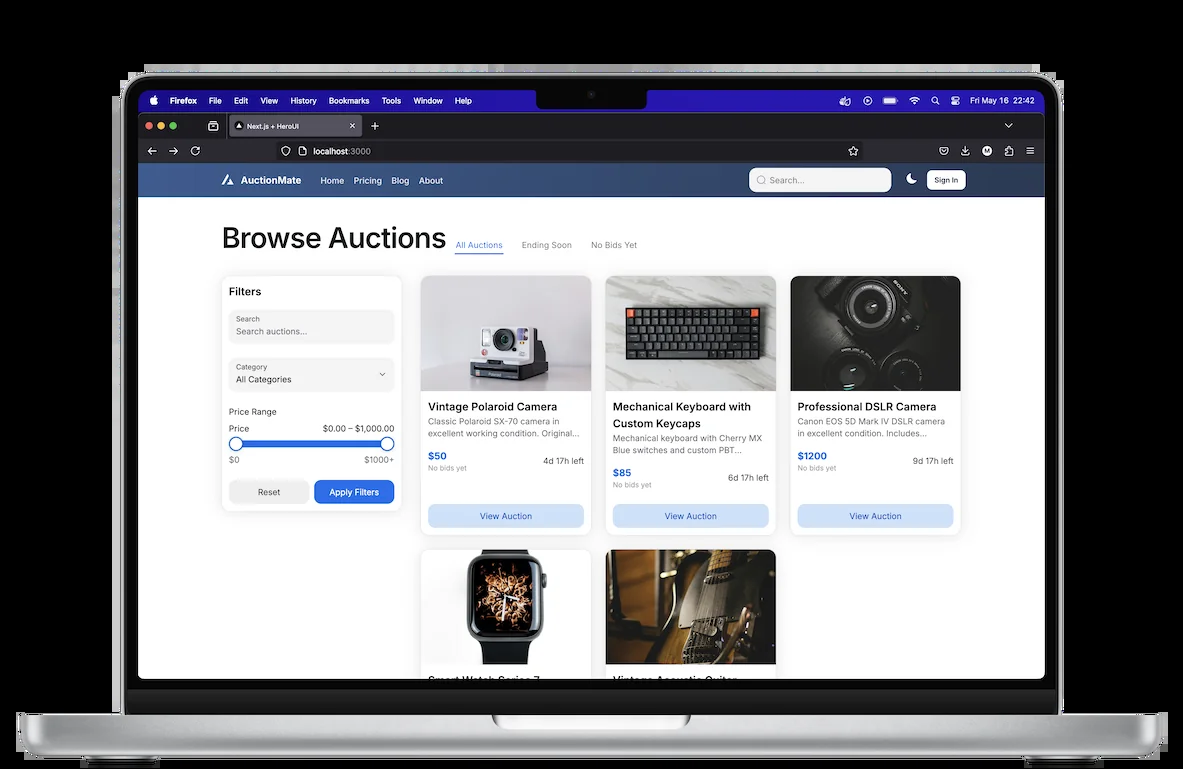 Firefox File Edit View History Bookmarks Tools Window Help
Fri May 16 22:42
Next.js + HeroUI
localhost:3000
AuctionMate Home Pricing Blog About
Search...
Sign In
Browse Auctions
All Auctions Ending Soon No Bids Yet
Filters
Search
Search auctions...
Category
All Categories
Price Range
Price $0.00 – $1,000.00
$0 $1000+
Reset Apply Filters
Vintage Polaroid Camera
Classic Polaroid SX-70 camera in
excellent working condition. Original...
$50
No bids yet
4d 17h left
View Auction
Mechanical Keyboard with
Custom Keycaps
Mechanical keyboard with Cherry MX
Blue switches and custom PBT...
$85
No bids yet
6d 17h left
View Auction
SONY
Professional DSLR Camera
Canon EOS 5D Mark IV DSLR camera
in excellent condition. Includes...
$1200
No bids yet
9d 17h left
View Auction
Smart Watch Series 7